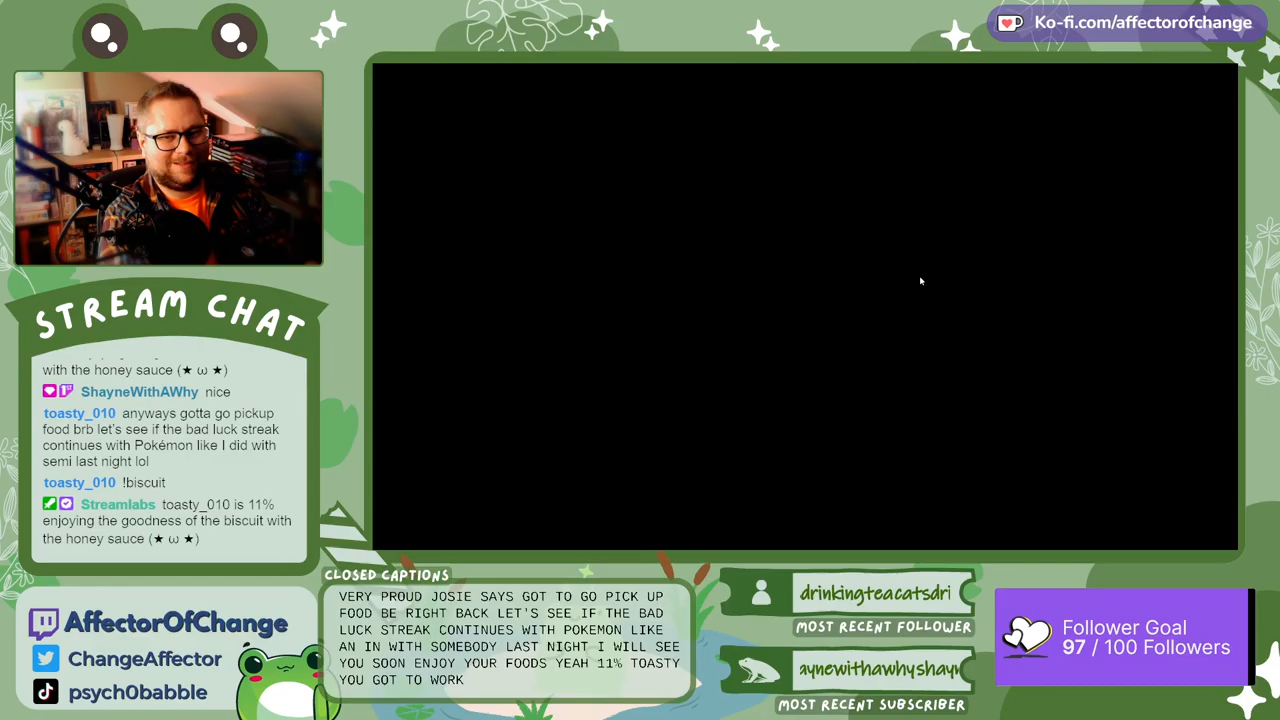 Ko-fi.com/affectorofchange
STREAM CHAT
with the honey sauce (★ ω ★)
ShayneWithAWhy nice
toasty_010 anyways gotta go pickup
food brb let's see if the bad luck streak
continues with Pokémon like I did with
semi last night lol
toasty_010 !biscuit
Streamlabs toasty_010 is 11%
enjoying the goodness of the biscuit with
the honey sauce (★ ω ★)
AffectorOfChange
ChangeAffector
psych0babble
CLOSED CAPTIONS
VERY PROUD JOSIE SAYS GOT TO GO PICK UP
FOOD BE RIGHT BACK LET'S SEE IF THE BAD
LUCK STREAK CONTINUES WITH POKEMON LIKE
AN IN WITH SOMEBODY LAST NIGHT I WILL SEE
YOU SOON ENJOY YOUR FOODS YEAH 11% TOASTY
YOU GOT TO WORK
drinkingteacatsdri
MOST RECENT FOLLOWER
aynewithawhyshayn
MOST RECENT SUBSCRIBER
Follower Goal
97 / 100 Followers